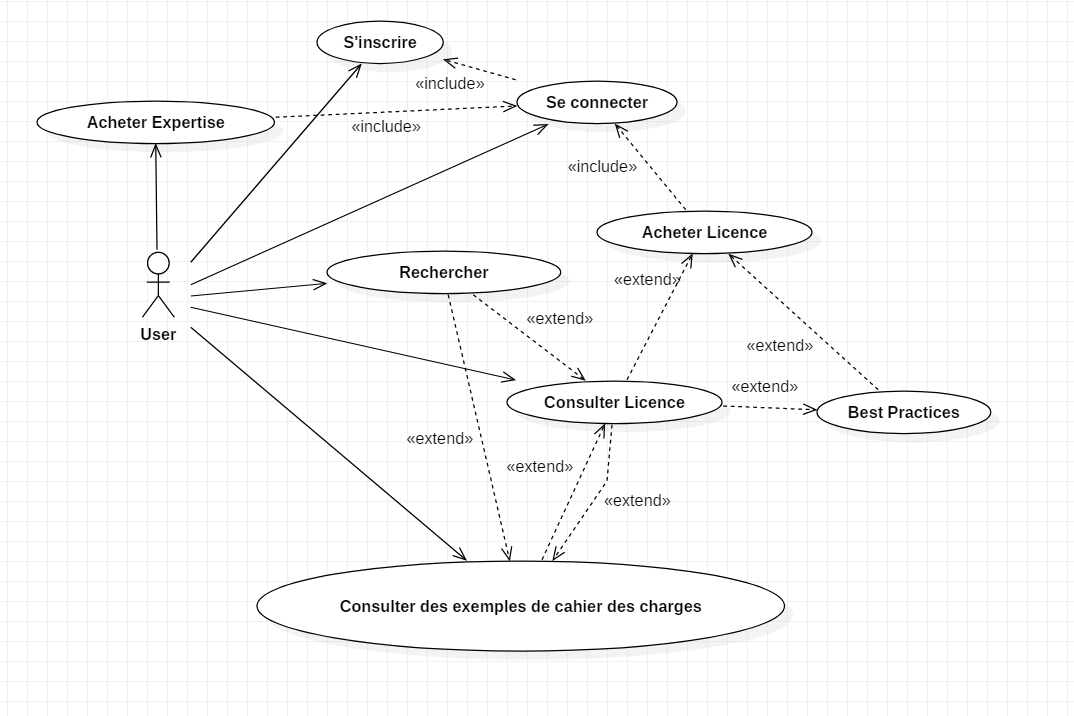 S'inscrire
«include»
Se connecter
Acheter Expertise
«include»
«include»
Acheter Licence
Rechercher
«extend»
«extend»
User
«extend»
«extend»
Consulter Licence
Best Practices
«extend»
«extend»
«extend»
Consulter des exemples de cahier des charges